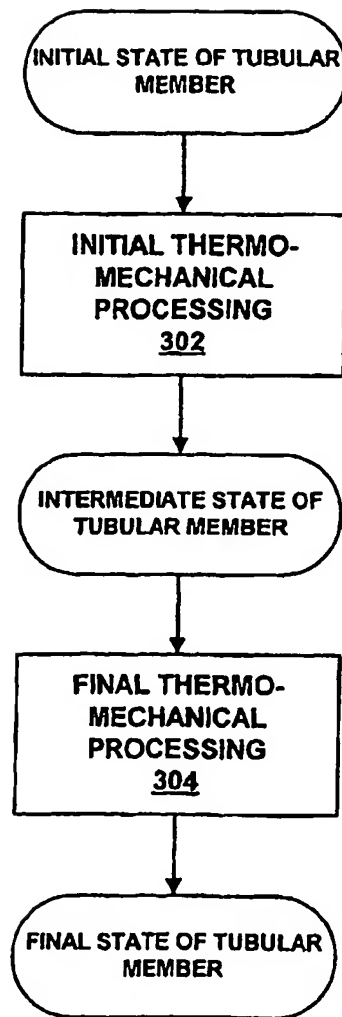 INITIAL STATE OF TUBULAR
MEMBER
INITIAL THERMO-
MECHANICAL
PROCESSING
302
INTERMEDIATE STATE OF
TUBULAR MEMBER
FINAL THERMO-
MECHANICAL
PROCESSING
304
FINAL STATE OF TUBULAR
MEMBER